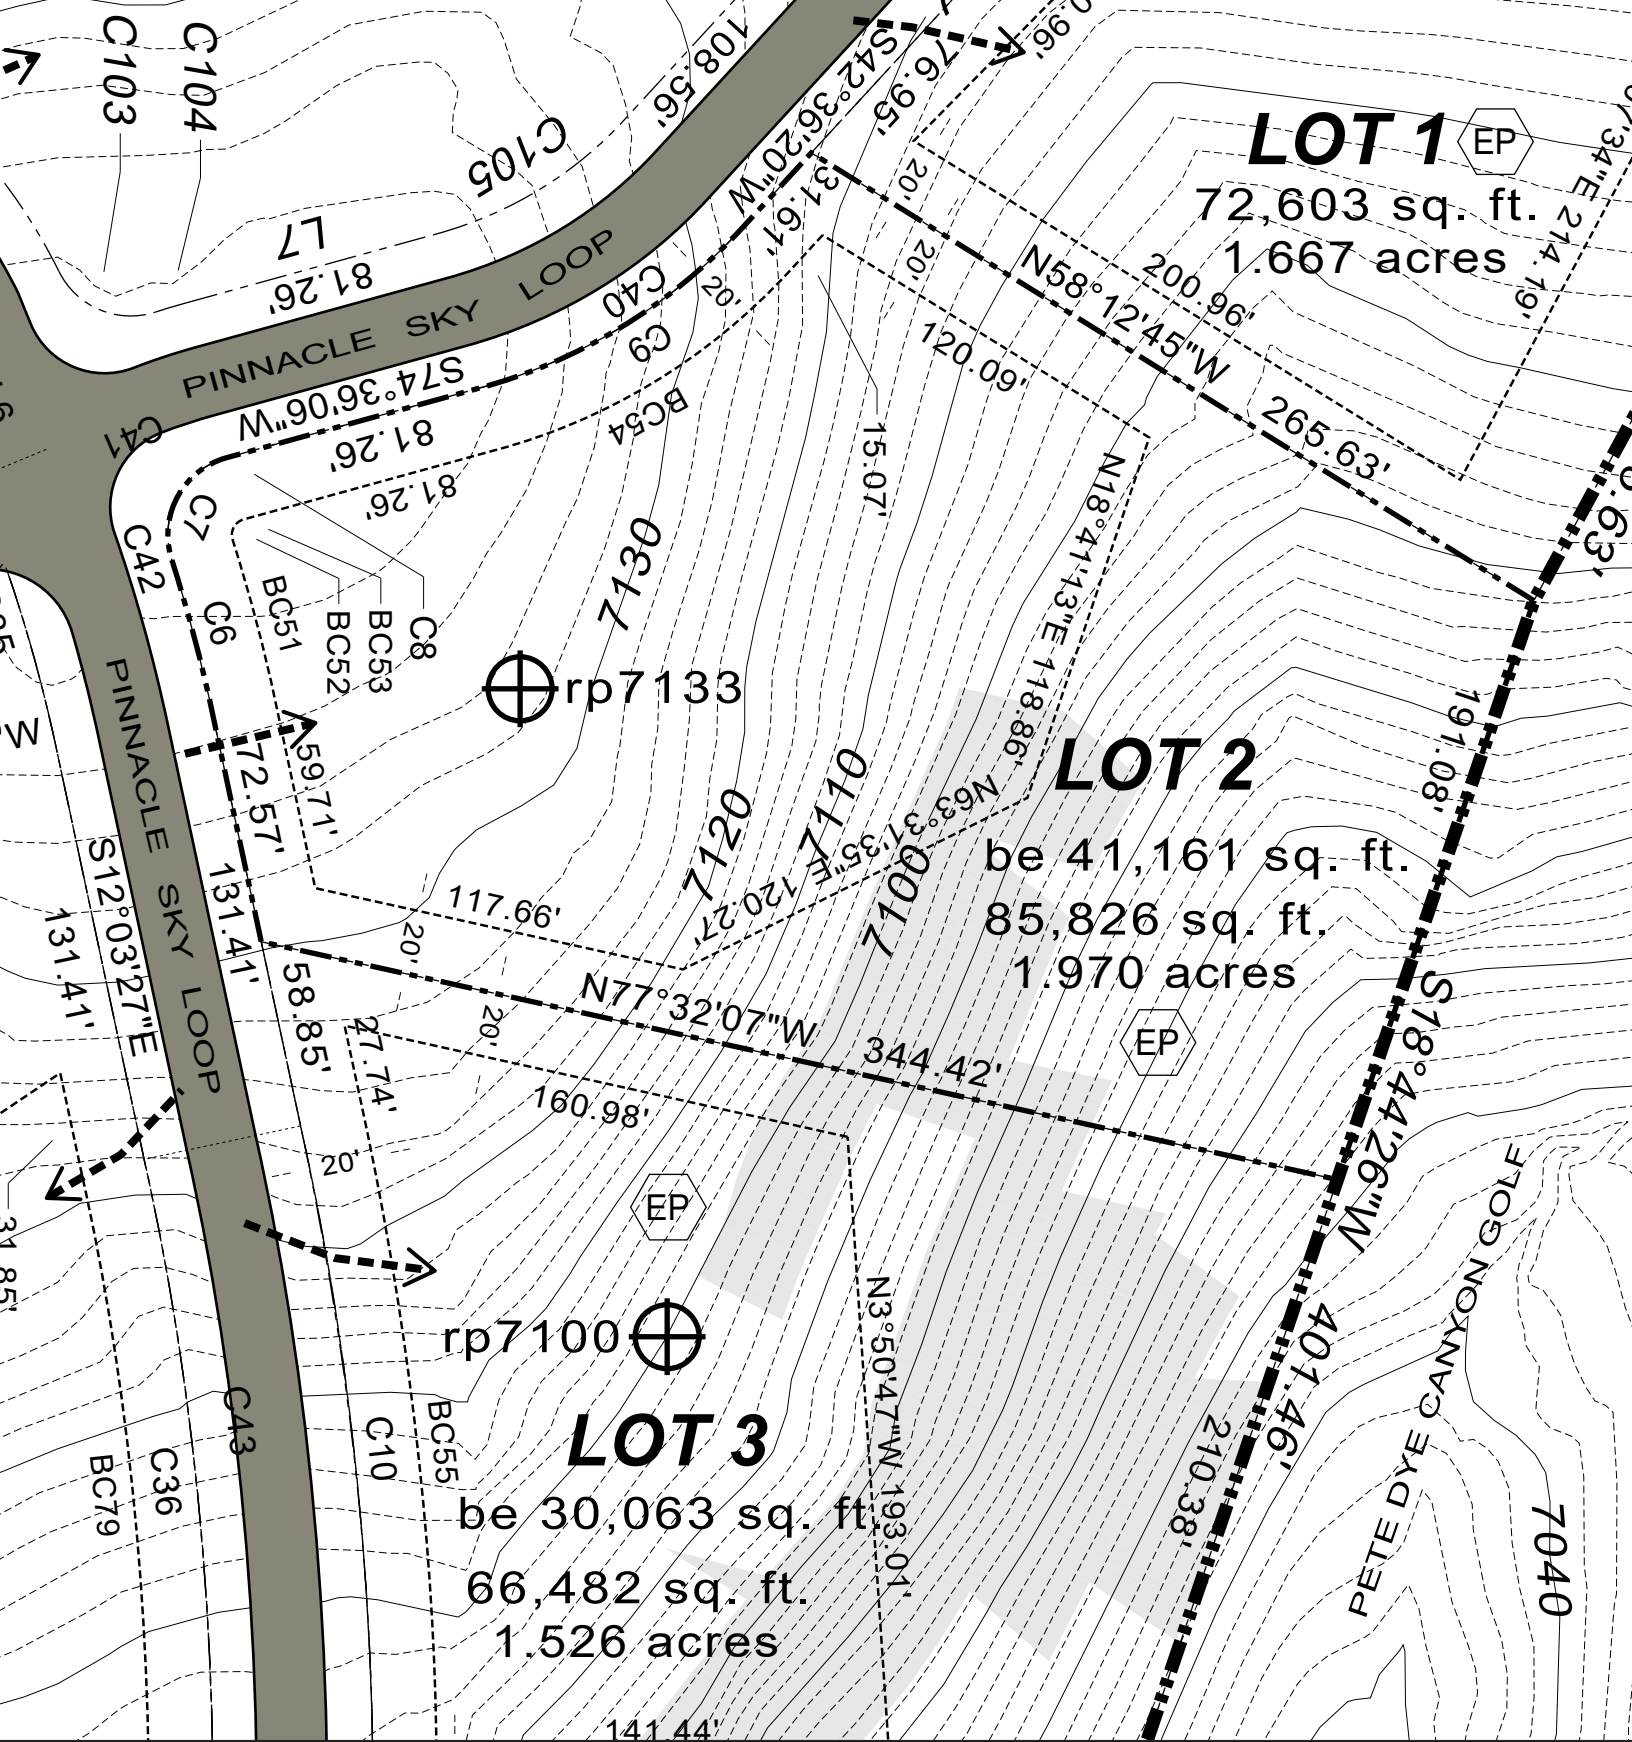 C103
C104
108.56'
S42°36'20"W
76.95'
96'
LOT 1
EP
72,603 sq. ft.
1.667 acres
34"E 214.19'
C105
L7
81.26'
PINNACLE SKY LOOP
31.61'
20'
20'
20'
C40
C9
BC54
N58°12'45"W
200.96'
120.09'
265.63'
S74°36'06"W
81.26'
81.26'
C41
C7
C42
C6
BC51
BC52
BC53
C8
15.07'
N18°41'13"E 118.86'
7130
rp7133
72.57'
59.71'
PINNACLE SKY LOOP
S12°03'27"E
131.41'
131.41'
7120
7110
7100
N63°31'35"E
120.27'
LOT 2
be 41,161 sq. ft.
85,826 sq. ft.
1.970 acres
EP
191.08'
117.66'
20'
20'
N77°32'07"W
344.42'
58.85'
27.74'
160.98'
20'
S18°44'26"W
401.46'
210.38'
EP
rp7100
LOT 3
be 30,063 sq. ft.
66,482 sq. ft.
1.526 acres
N3°50'47"W 193.01'
141.44'
C43
C10
BC55
C36
BC79
PETE DYE CANYON GOLF
7040